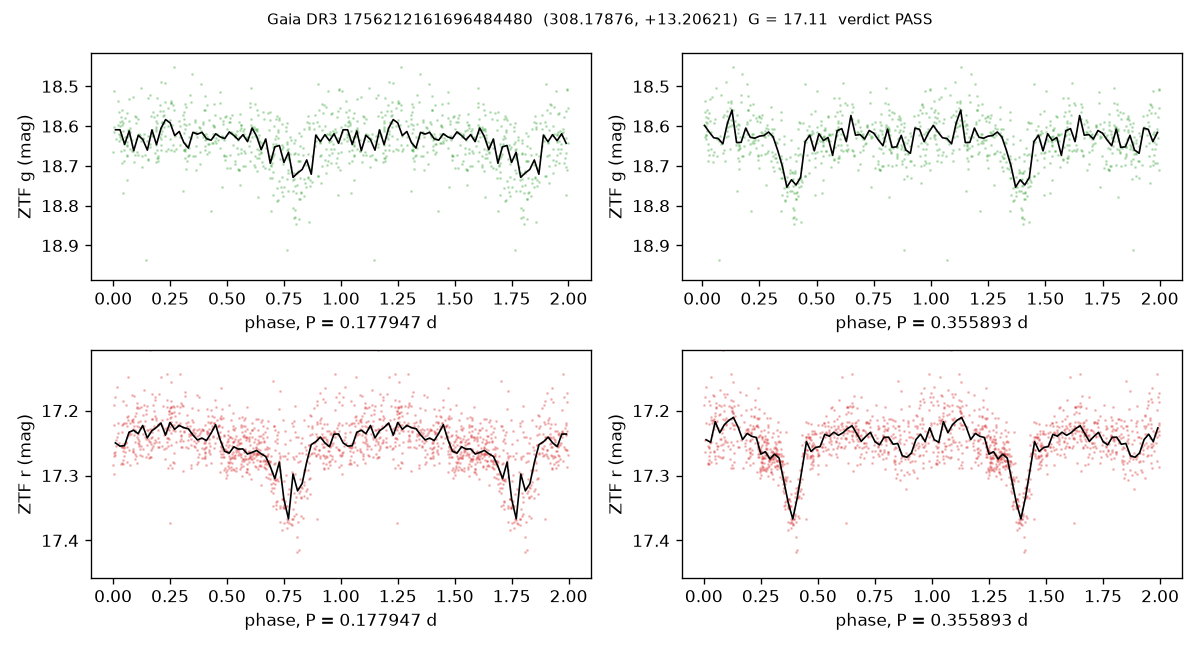 Gaia DR3 1756212161696484480 (308.17876, +13.20621) G = 17.11 verdict PASS
ZTF g (mag)
18.5
18.6
18.7
18.8
18.9
0.00 0.25 0.50 0.75 1.00 1.25 1.50 1.75 2.00
phase, P = 0.177947 d
ZTF g (mag)
18.5
18.6
18.7
18.8
18.9
0.00 0.25 0.50 0.75 1.00 1.25 1.50 1.75 2.00
phase, P = 0.355893 d
ZTF r (mag)
17.2
17.3
17.4
0.00 0.25 0.50 0.75 1.00 1.25 1.50 1.75 2.00
phase, P = 0.177947 d
ZTF r (mag)
17.2
17.3
17.4
0.00 0.25 0.50 0.75 1.00 1.25 1.50 1.75 2.00
phase, P = 0.355893 d